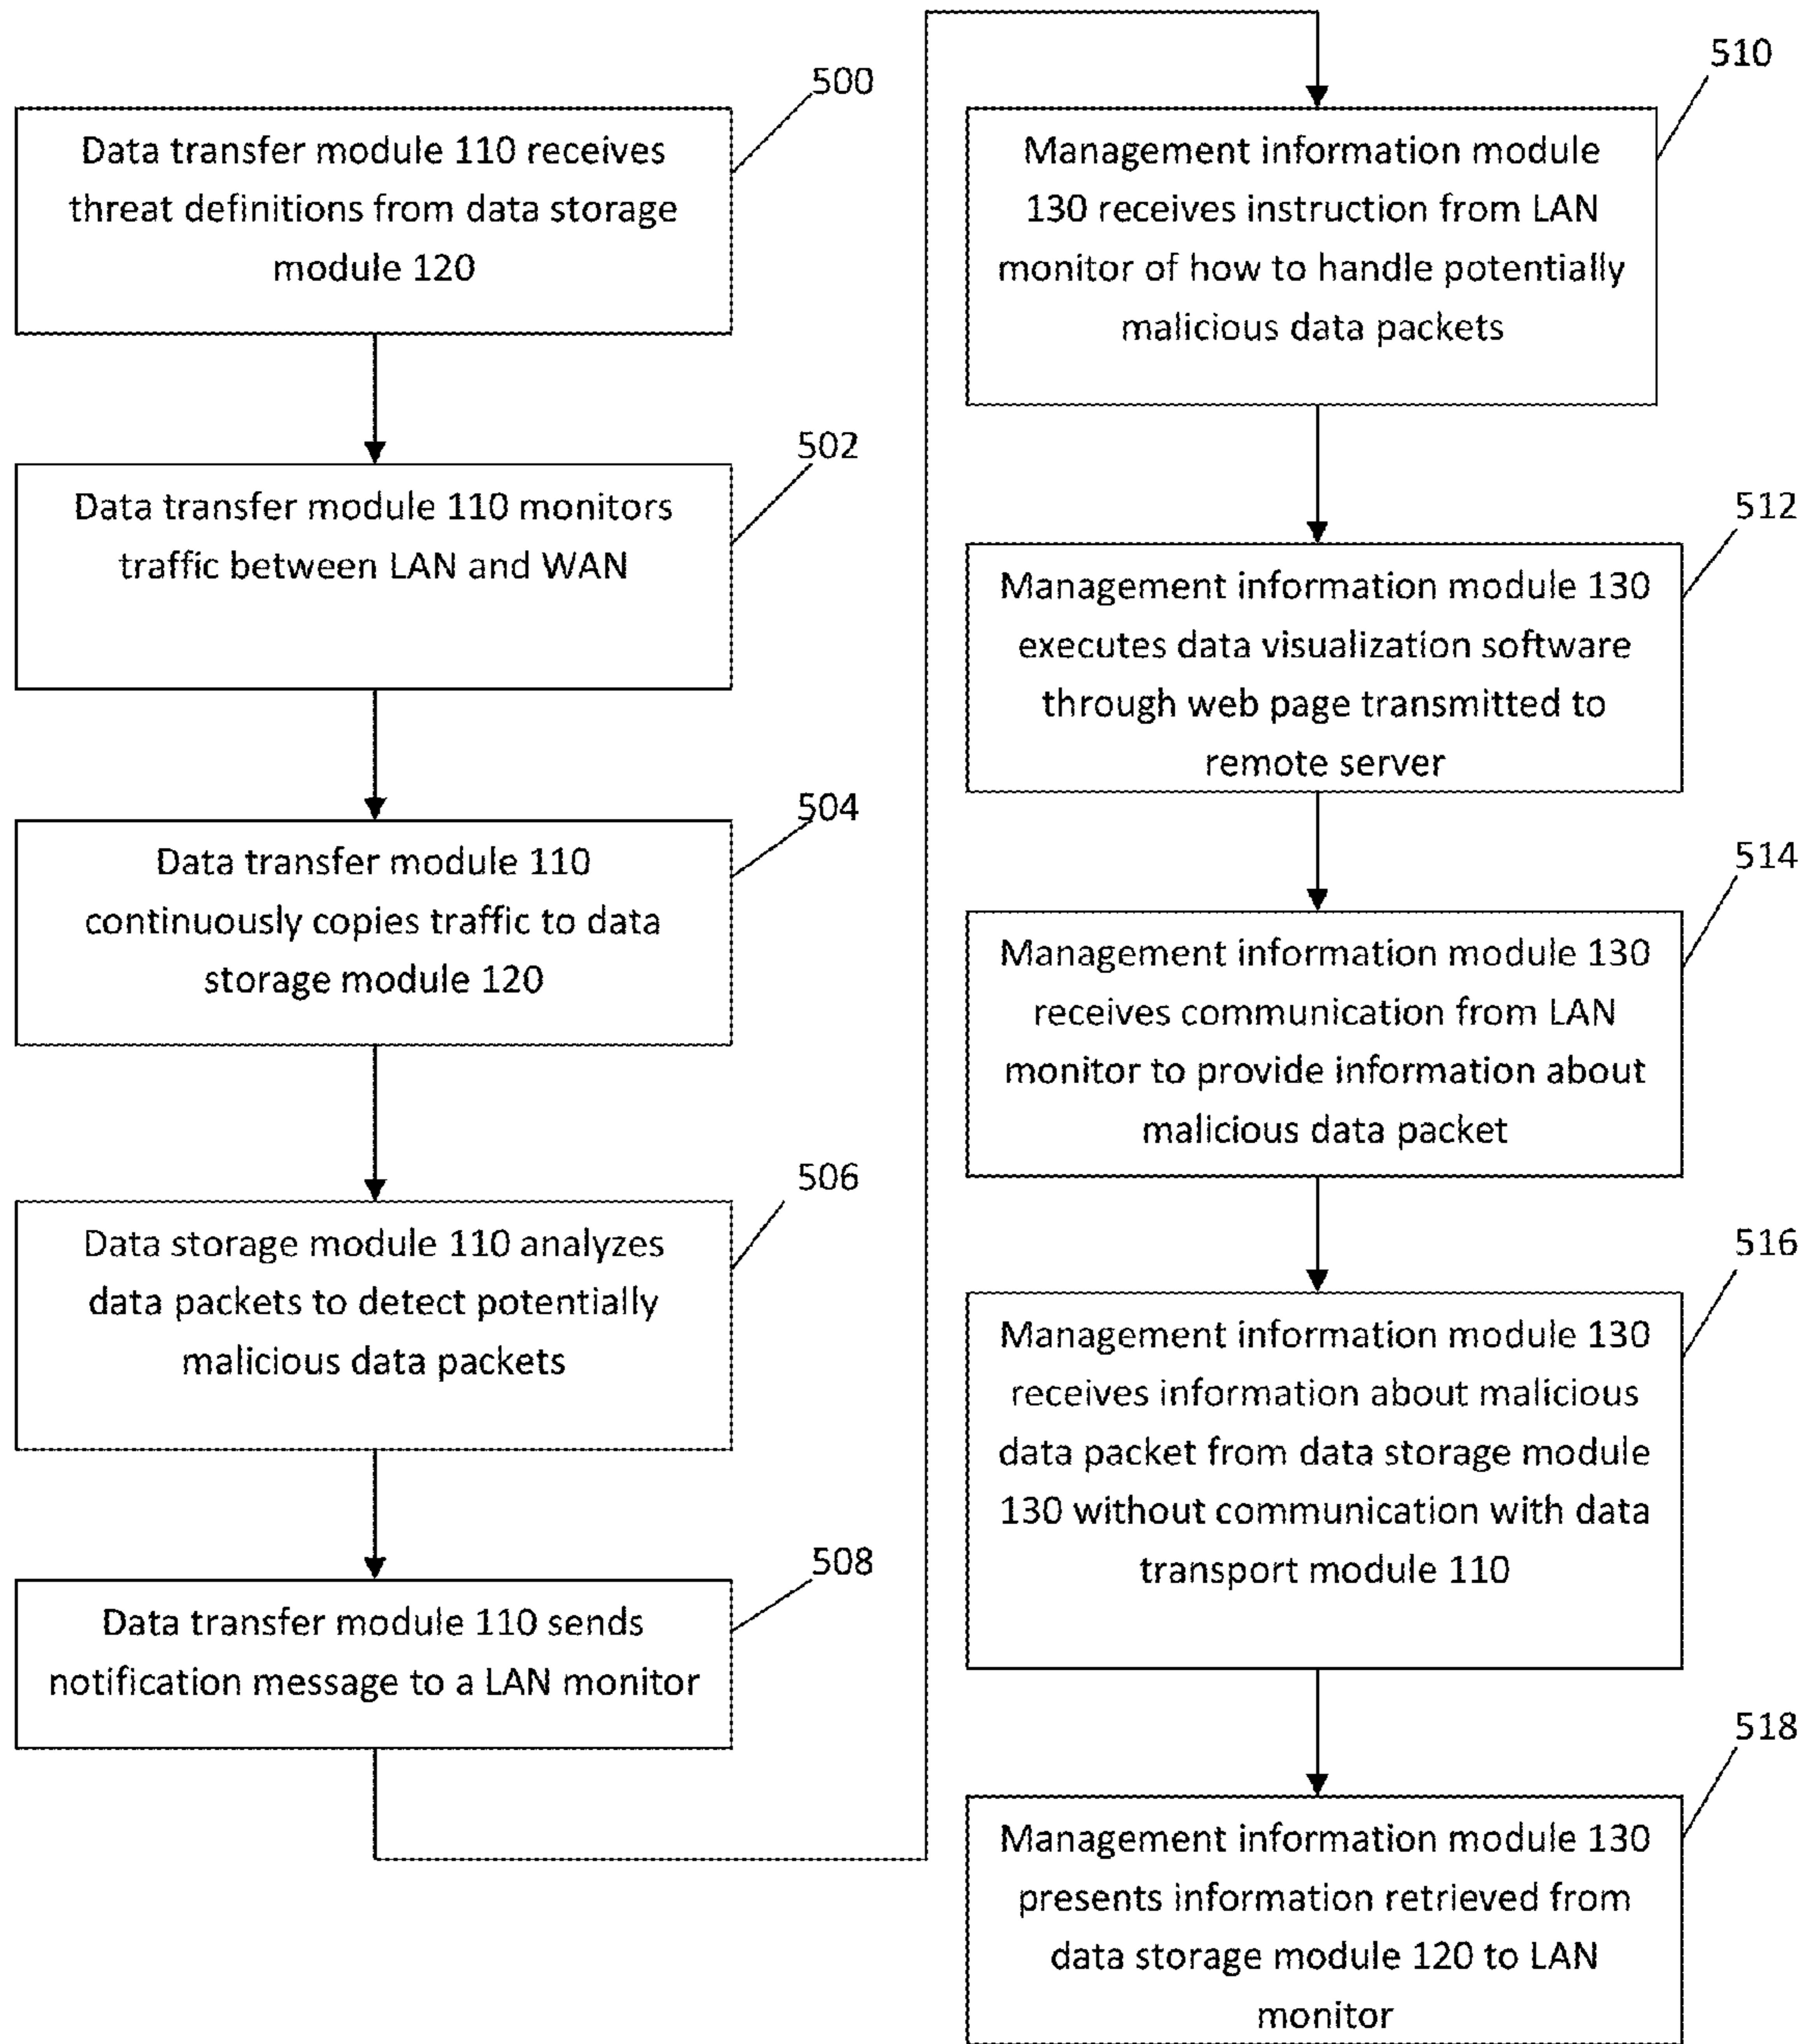 500
Data transfer module 110 receives
threat definitions from data storage
module 120
502
Data transfer module 110 monitors
traffic between LAN and WAN
504
Data transfer module 110
continuously copies traffic to data
storage module 120
506
Data storage module 110 analyzes
data packets to detect potentially
malicious data packets
508
Data transfer module 110 sends
notification message to a LAN monitor
510
Management information module
130 receives instruction from LAN
monitor of how to handle potentially
malicious data packets
512
Management information module 130
executes data visualization software
through web page transmitted to
remote server
514
Management information module 130
receives communication from LAN
monitor to provide information about
malicious data packet
516
Management information module 130
receives information about malicious
data packet from data storage module
130 without communication with data
transport module 110
518
Management information module 130
presents information retrieved from
data storage module 120 to LAN
monitor